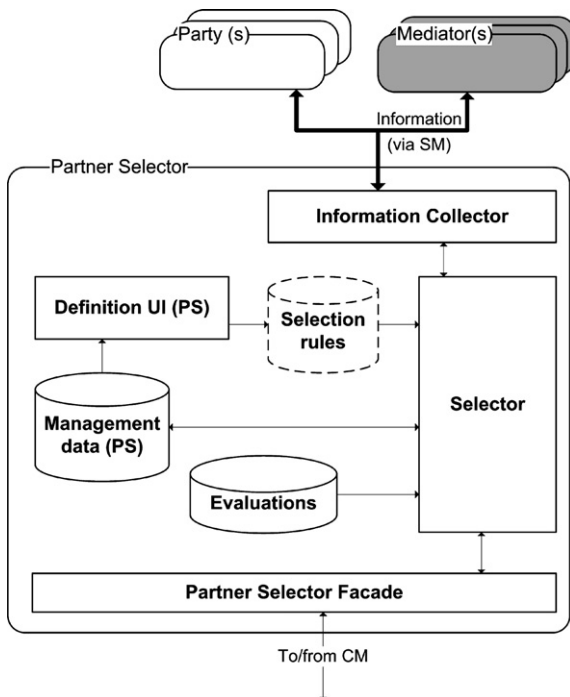 Party (s)
Mediator(s)
Information
(via SM)
Partner Selector
Information Collector
Definition UI (PS)
Selection
rules
Selector
Management
data (PS)
Evaluations
Partner Selector Facade
To/from CM